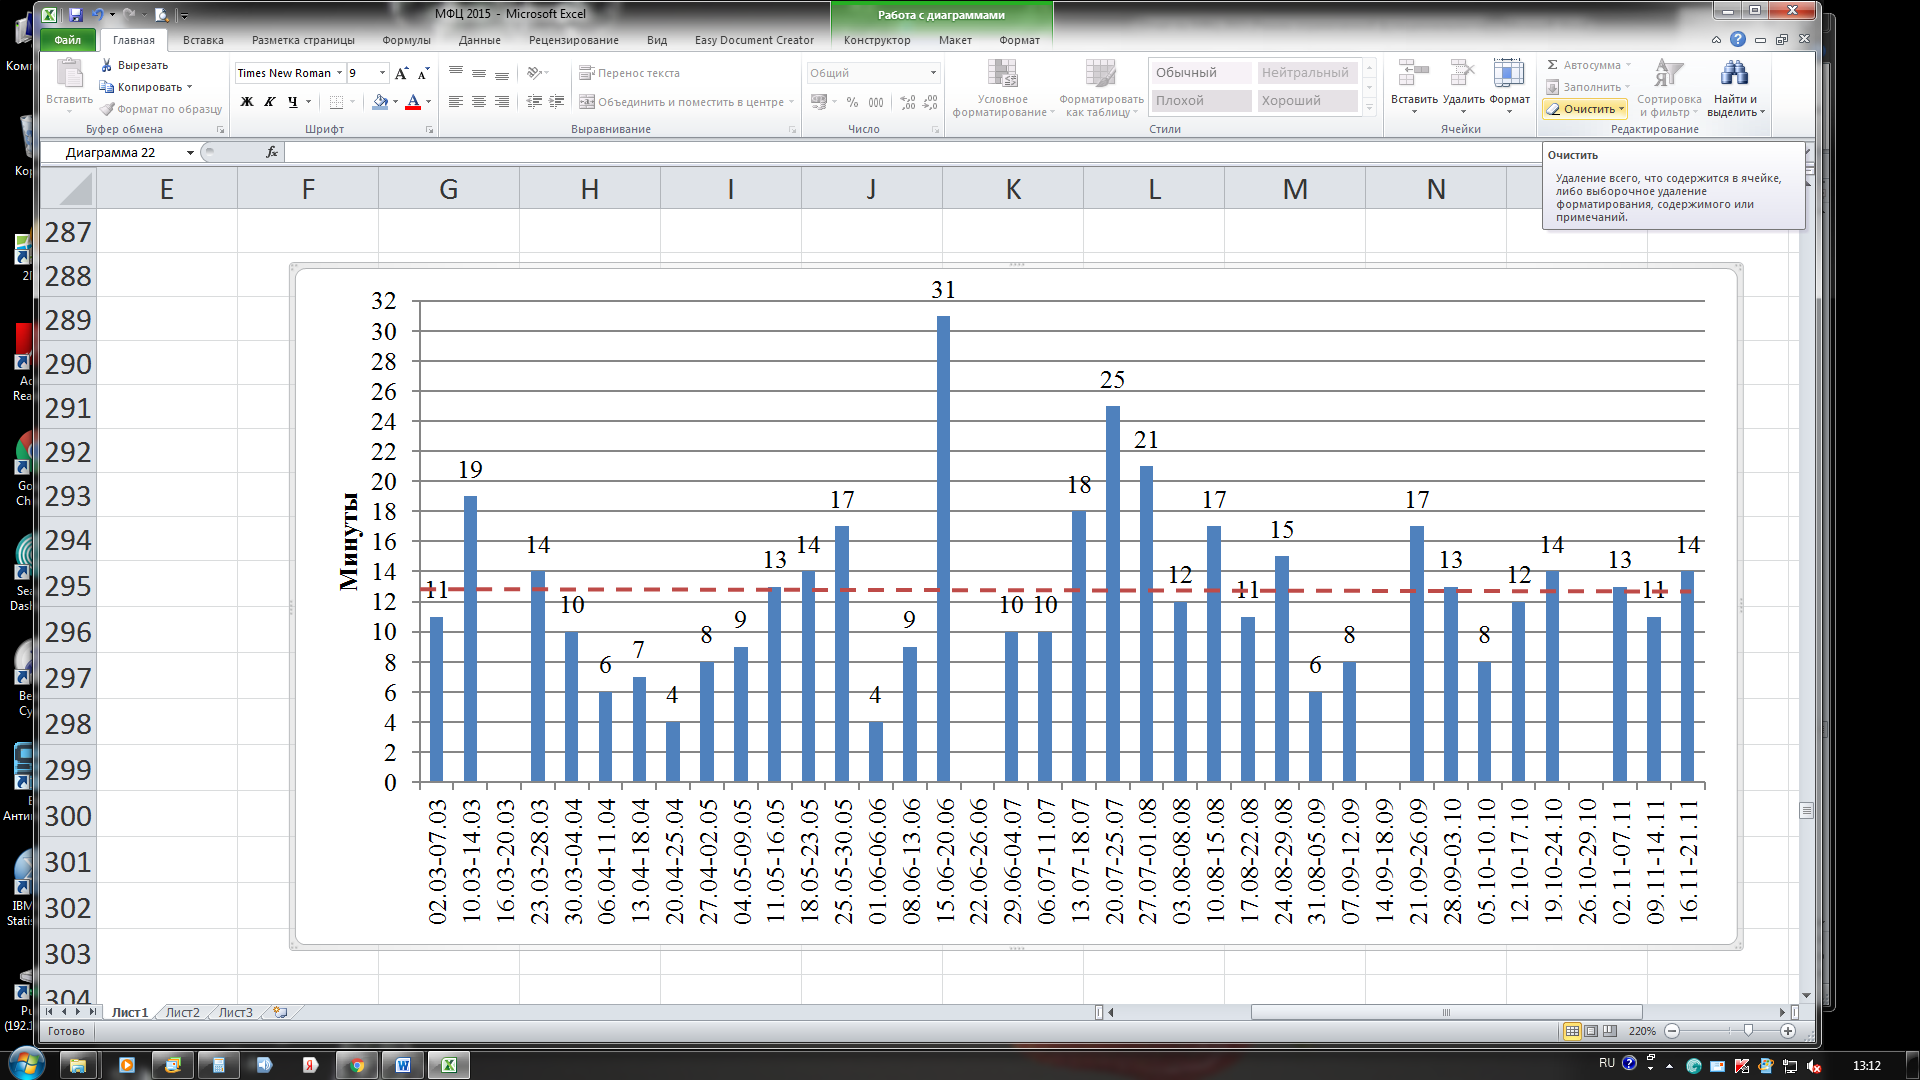 МФЦ 2015 - Microsoft Excel
Работа с диаграммами
Файл Главная Вставка Разметка страницы Формулы Данные Рецензирование Вид Easy Document Creator Конструктор Макет Формат
Вставить
Вырезать
Копировать
Формат по образцу
Буфер обмена
Times New Roman 9
Ж К Ч
Шрифт
Перенос текста
Объединить и поместить в центре
Выравнивание
Общий
% 000
Число
Условное форматирование
Форматировать как таблицу
Обычный Нейтральный
Плохой Хороший
Стили
Вставить Удалить Формат
Ячейки
Σ Автосумма
Заполнить
Очистить
Сортировка и фильтр
Найти и выделить
Редактирование
Диаграмма 22
fx
Очистить
Удаление всего, что содержится в ячейке,
либо выборочное удаление
форматирования, содержимого или
примечаний.
E F G H I J K L M N
287
288
289
290
291
292
293
294
295
296
297
298
299
300
301
302
303
304
Минуты
32
30
28
26
24
22
20
18
16
14
12
10
8
6
4
2
0
11 19 14 10 6 7 4 8 9 13 14 17 4 9 31 10 10 18 25 21 12 17 11 15 6 8 17 13 8 12 14 13 11 14
02.03-07.03
10.03-14.03
16.03-20.03
23.03-28.03
30.03-04.04
06.04-11.04
13.04-18.04
20.04-25.04
27.04-02.05
04.05-09.05
11.05-16.05
18.05-23.05
25.05-30.05
01.06-06.06
08.06-13.06
15.06-20.06
22.06-26.06
29.06-04.07
06.07-11.07
13.07-18.07
20.07-25.07
27.07-01.08
03.08-08.08
10.08-15.08
17.08-22.08
24.08-29.08
31.08-05.09
07.09-12.09
14.09-18.09
21.09-26.09
28.09-03.10
05.10-10.10
12.10-17.10
19.10-24.10
26.10-29.10
02.11-07.11
09.11-14.11
16.11-21.11
Лист1 Лист2 Лист3
Готово
220%
RU
13:12